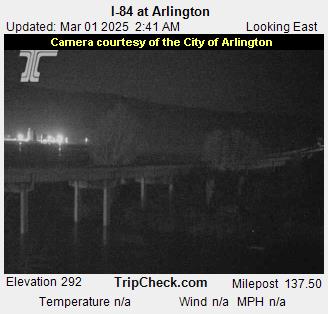 I-84 at Arlington
Updated: Mar 01 2025 2:41 AM Looking East
Camera courtesy of the City of Arlington
Elevation 292 TripCheck.com Milepost 137.50
Temperature n/a Wind n/a MPH n/a